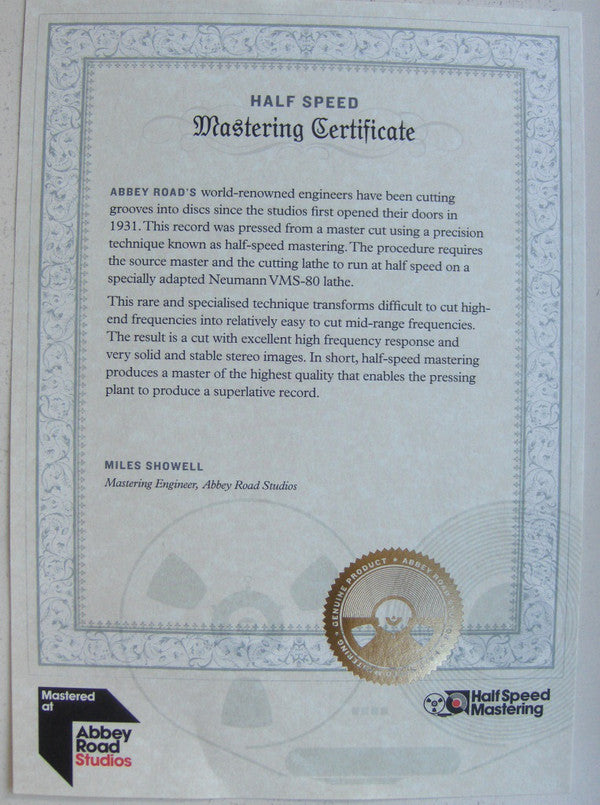 HALF SPEED
Mastering Certificate
ABBEY ROAD'S world-renowned engineers have been cutting
grooves into discs since the studios first opened their doors in
1931. This record was pressed from a master cut using a precision
technique known as half-speed mastering. The procedure requires
the source master and the cutting lathe to run at half speed on a
specially adapted Neumann VMS-80 lathe.
This rare and specialised technique transforms difficult to cut high-
end frequencies into relatively easy to cut mid-range frequencies.
The result is a cut with excellent high frequency response and
very solid and stable stereo images. In short, half-speed mastering
produces a master of the highest quality that enables the pressing
plant to produce a superlative record.
MILES SHOWELL
Mastering Engineer, Abbey Road Studios
GENUINE PRODUCT * ABBEY ROAD
MASTERING
Mastered
at
Abbey
Road
Studios
Half Speed
Mastering